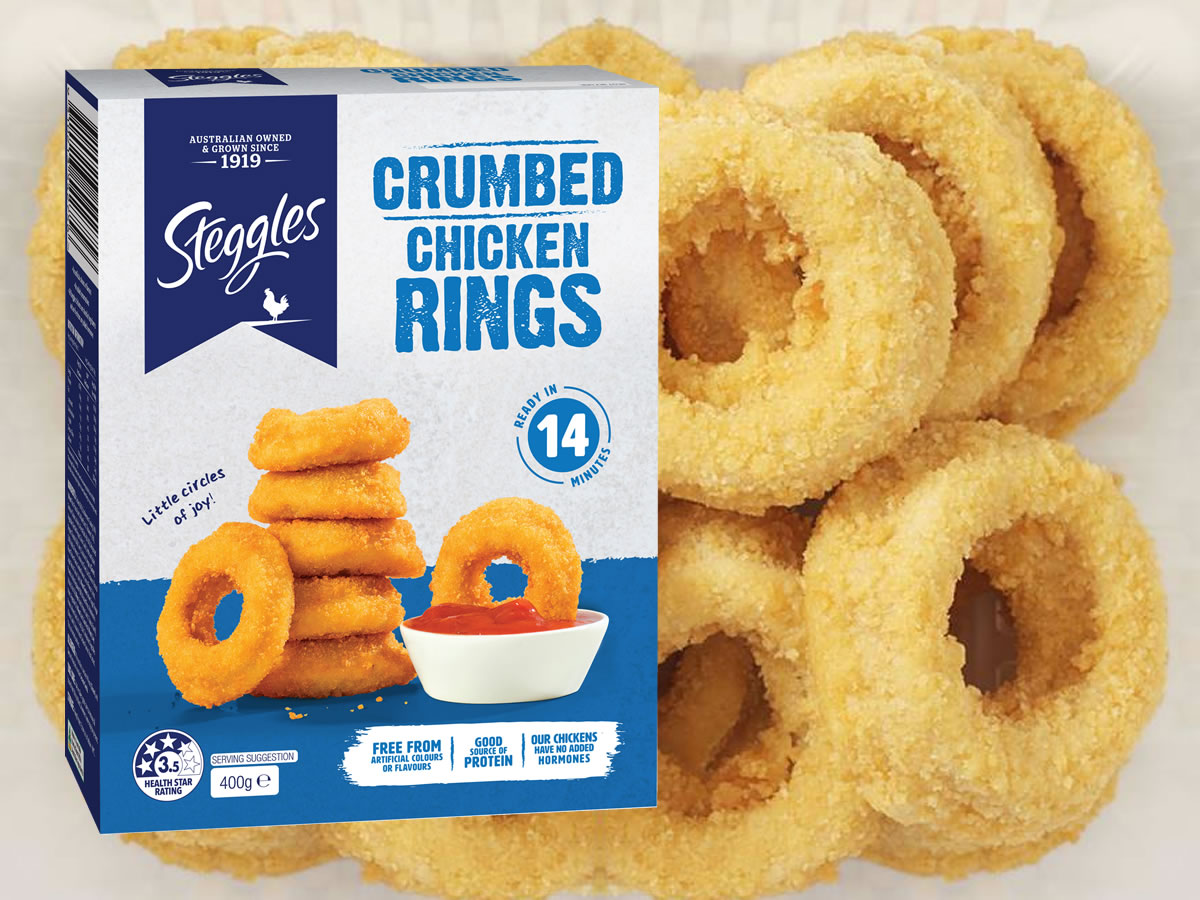 Steggles
CRUMBED
AUSTRALIAN OWNED
& GROWN SINCE
1919
Steggles
CRUMBED
CHICKEN
RINGS
READY IN
14
MINUTES
Little circles
of joy!
3.5
HEALTH STAR
RATING
SERVING SUGGESTION
400g e
FREE FROM
ARTIFICIAL COLOURS
OR FLAVOURS
GOOD
SOURCE OF
PROTEIN
OUR CHICKENS
HAVE NO ADDED
HORMONES